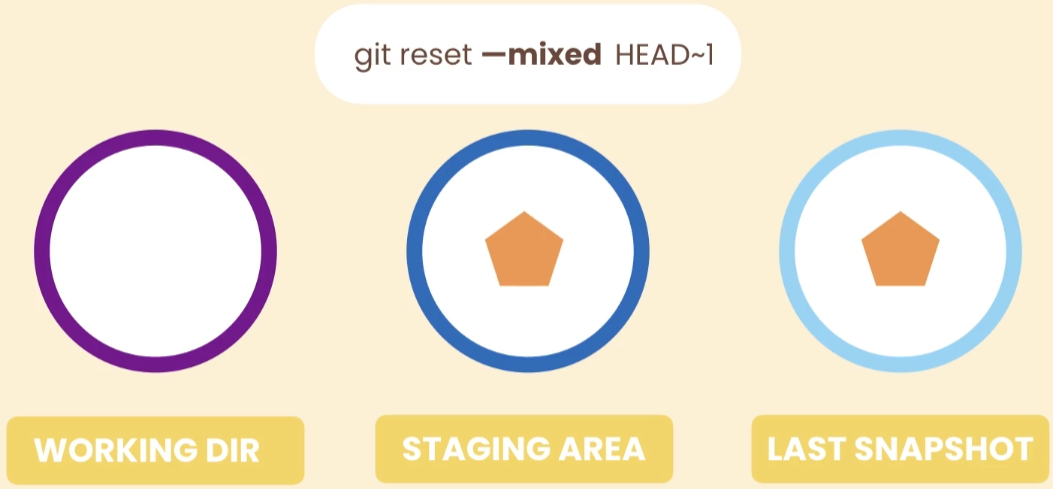 git reset —mixed HEAD~1
WORKING DIR
STAGING AREA
LAST SNAPSHOT